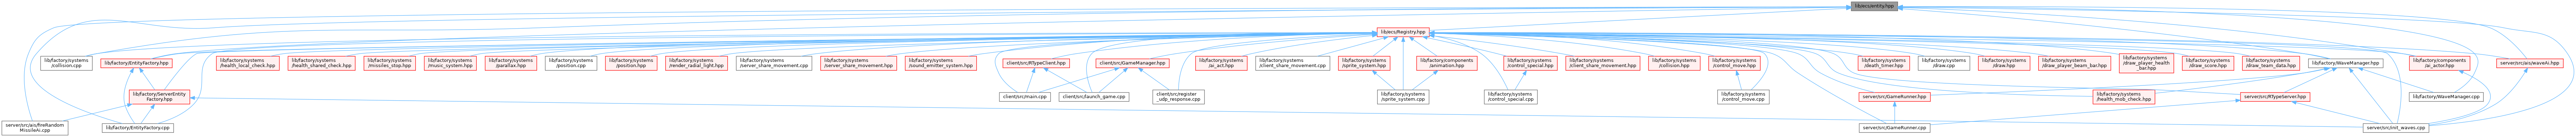 lib/ecs/entity.hpp
lib/ecs/Registry.hpp
lib/factory/systems
/collision.cpp
lib/factory/EntityFactory.hpp
lib/factory/systems
/health_local_check.hpp
lib/factory/systems
/health_shared_check.hpp
lib/factory/systems
/missiles_stop.hpp
lib/factory/systems
/music_system.hpp
lib/factory/systems
/parallax.hpp
lib/factory/systems
/position.cpp
lib/factory/systems
/position.hpp
lib/factory/systems
/render_radial_light.hpp
lib/factory/systems
/server_share_movement.cpp
lib/factory/systems
/server_share_movement.hpp
lib/factory/systems
/sound_emitter_system.hpp
client/src/RTypeClient.hpp
client/src/GameManager.hpp
lib/factory/systems
/ai_act.hpp
lib/factory/systems
/client_share_movement.cpp
lib/factory/systems
/sprite_system.hpp
lib/factory/components
/animation.hpp
lib/factory/systems
/control_special.hpp
lib/factory/systems
/client_share_movement.hpp
lib/factory/systems
/collision.hpp
lib/factory/systems
/control_move.hpp
lib/factory/systems
/death_timer.hpp
lib/factory/systems
/draw.cpp
lib/factory/systems
/draw.hpp
lib/factory/systems
/draw_player_beam_bar.hpp
lib/factory/systems
/draw_player_health
_bar.hpp
lib/factory/systems
/draw_score.hpp
lib/factory/systems
/draw_team_data.hpp
lib/factory/WaveManager.hpp
lib/factory/components
/ai_actor.hpp
server/src/ais/waveAi.hpp
lib/factory/ServerEntity
Factory.hpp
client/src/main.cpp
client/src/launch_game.cpp
client/src/register
_udp_response.cpp
lib/factory/systems
/sprite_system.cpp
lib/factory/systems
/control_special.cpp
lib/factory/systems
/control_move.cpp
server/src/GameRunner.hpp
lib/factory/systems
/health_mob_check.hpp
server/src/RTypeServer.hpp
lib/factory/WaveManager.cpp
server/src/ais/fireRandom
MissileAi.cpp
lib/factory/EntityFactory.cpp
server/src/GameRunner.cpp
server/src/init_waves.cpp